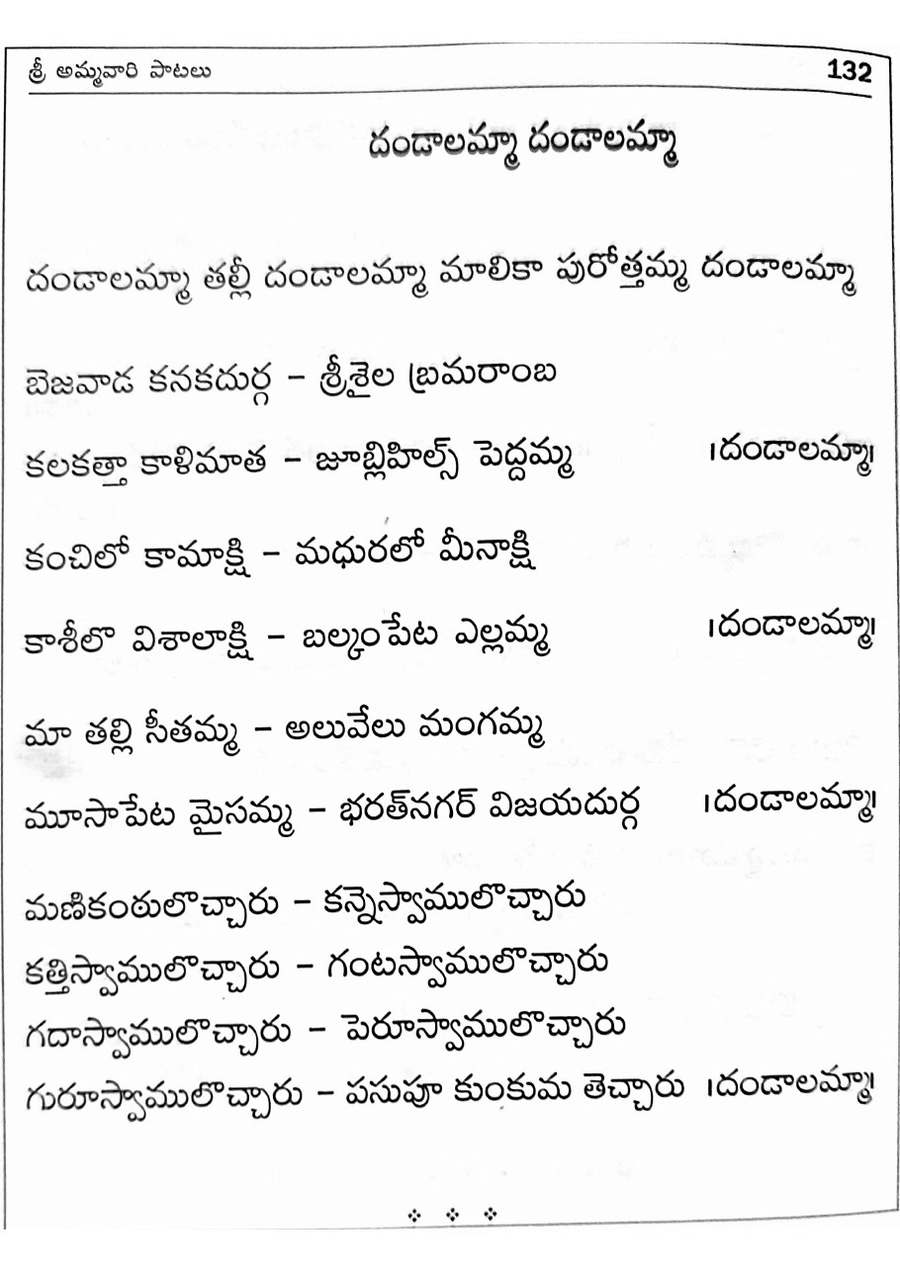 శ్రీ అమ్మవారి పాటలు 132
దండాలమ్మా దండాలమ్మా
దండాలమ్మా తల్లీ దండాలమ్మా మాలికా పురోత్తమ్మ దండాలమ్మా
బెజవాడ కనకదుర్గ – శ్రీశైల బ్రమరాంబ
కలకత్తా కాళిమాత – జూబ్లిహిల్స్ పెద్దమ్మ ।దండాలమ్మా।
కంచిలో కామాక్షి – మధురలో మీనాక్షి
కాశీలొ విశాలాక్షి – బల్కంపేట ఎల్లమ్మ ।దండాలమ్మా।
మా తల్లి సీతమ్మ – అలువేలు మంగమ్మ
మూసాపేట మైసమ్మ – భరత్‌నగర్ విజయదుర్గ ।దండాలమ్మా।
మణికంఠులొచ్చారు – కన్నెస్వాములొచ్చారు
కత్తిస్వాములొచ్చారు – గంటస్వాములొచ్చారు
గదాస్వాములొచ్చారు – పెరూస్వాములొచ్చారు
గురూస్వాములొచ్చారు – పసుపూ కుంకుమ తెచ్చారు ।దండాలమ్మా।